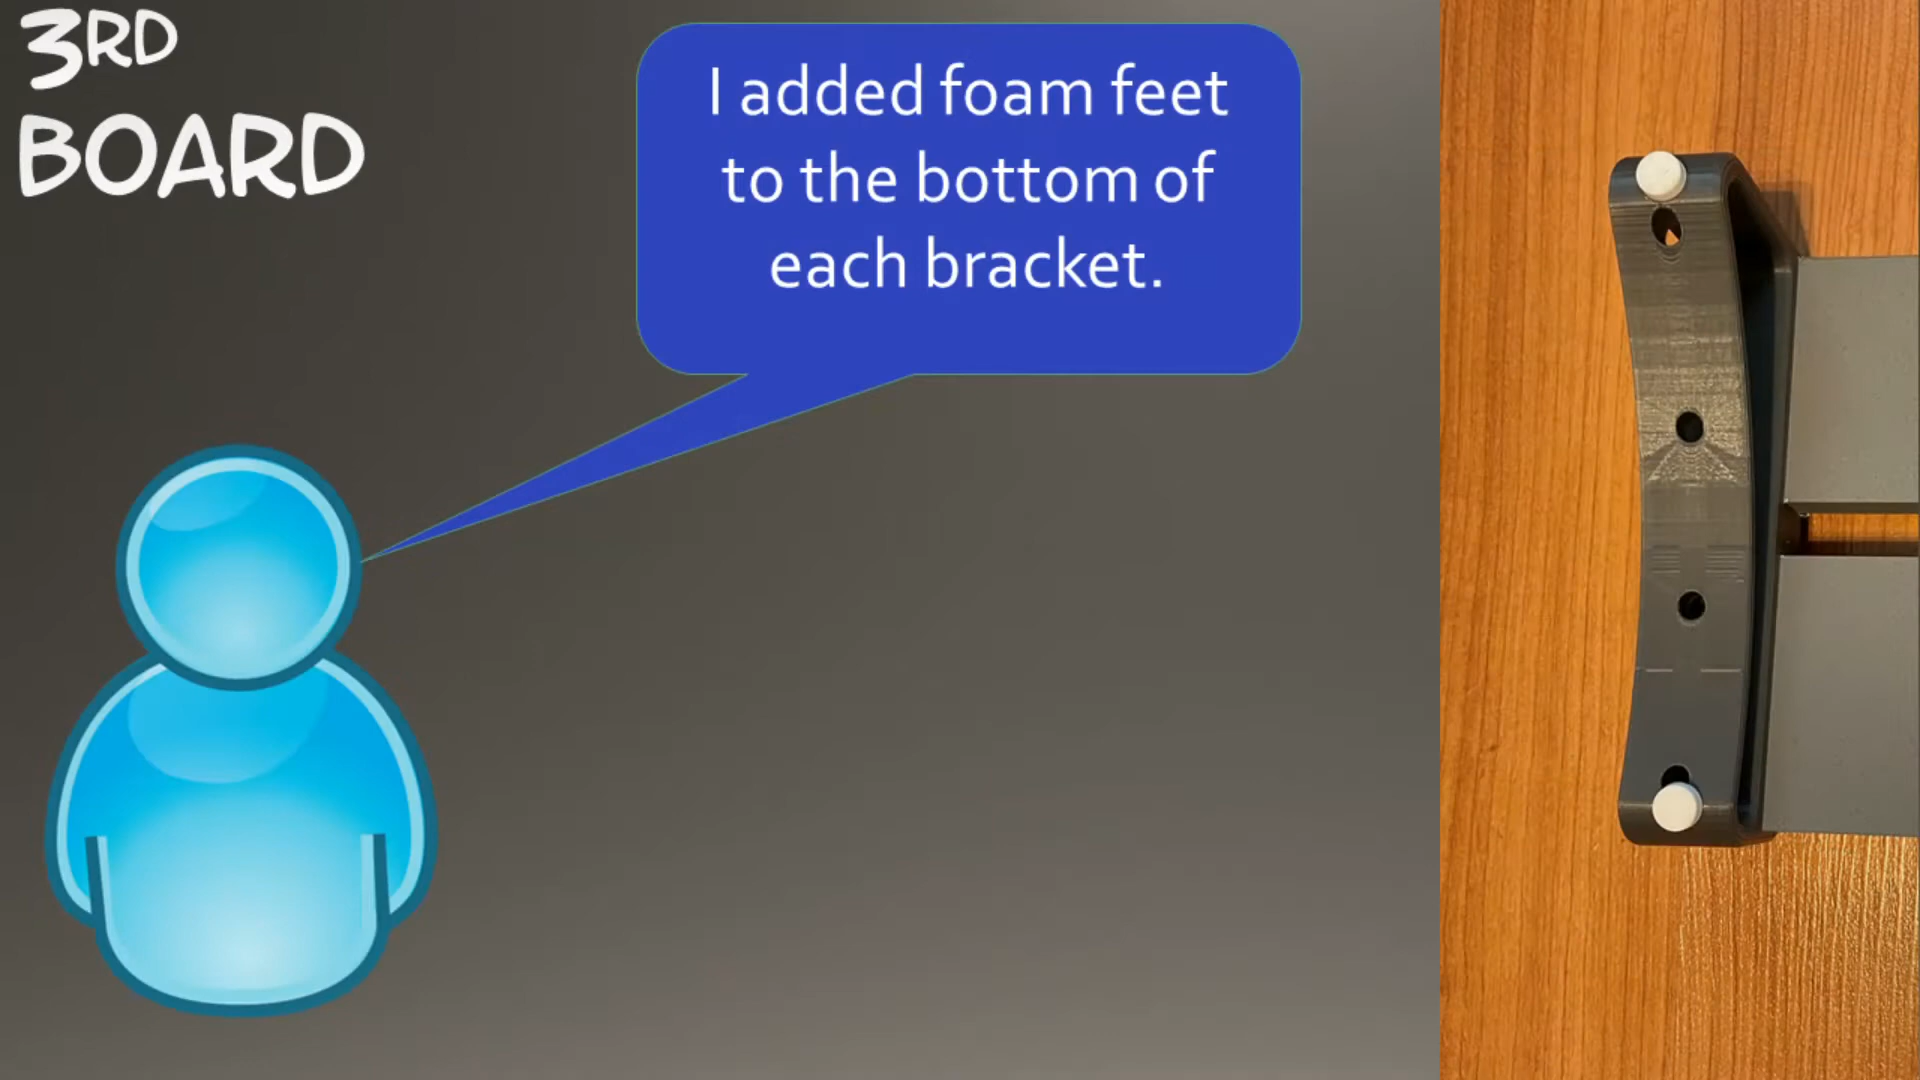 3RD
BOARD
I added foam feet
to the bottom of
each bracket.